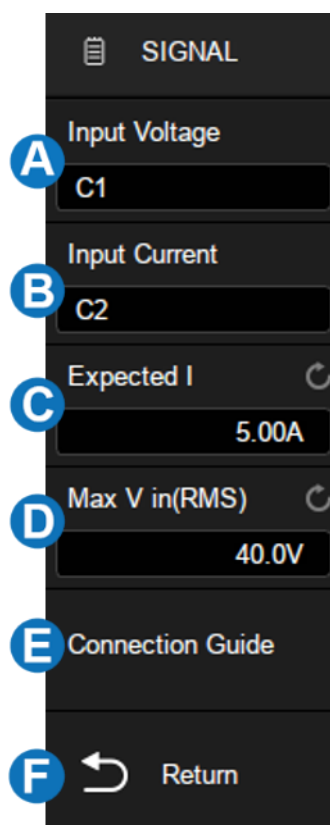 SIGNAL
Input Voltage
A
C1
Input Current
B
C2
Expected I
C
5.00A
Max V in(RMS)
D
40.0V
E Connection Guide
F Return